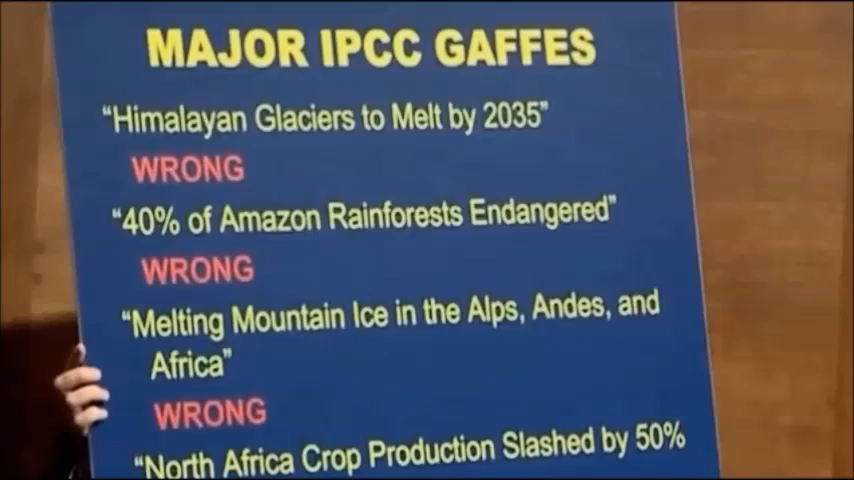 MAJOR IPCC GAFFES
“Himalayan Glaciers to Melt by 2035”
WRONG
“40% of Amazon Rainforests Endangered”
WRONG
“Melting Mountain Ice in the Alps, Andes, and
Africa”
WRONG
“North Africa Crop Production Slashed by 50%